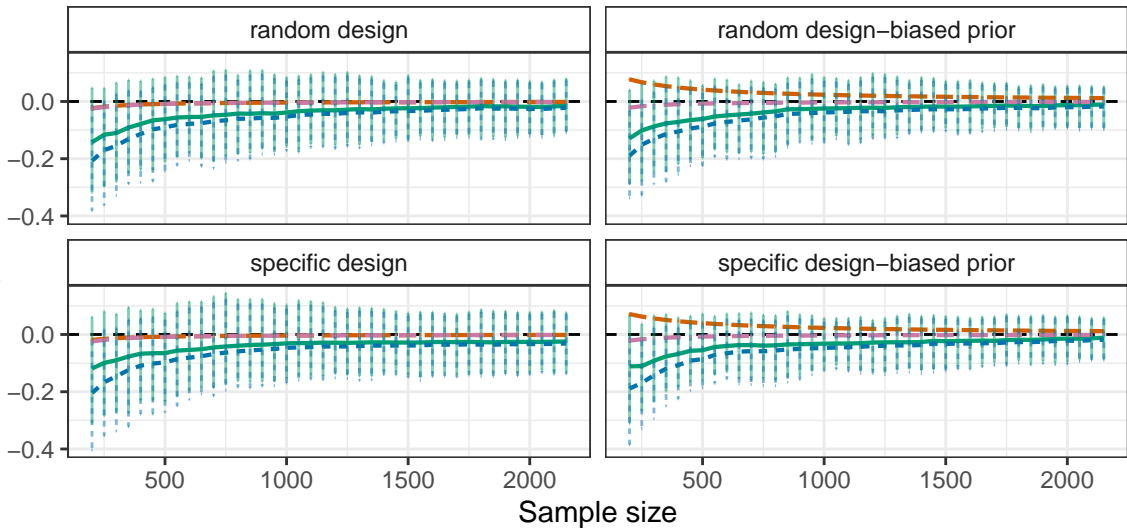 random design
random design−biased prior
0.0
−0.2
−0.4
specific design
specific design−biased prior
0.0
−0.2
−0.4
500
1000
1500
2000
500
1000
1500
2000
Sample size